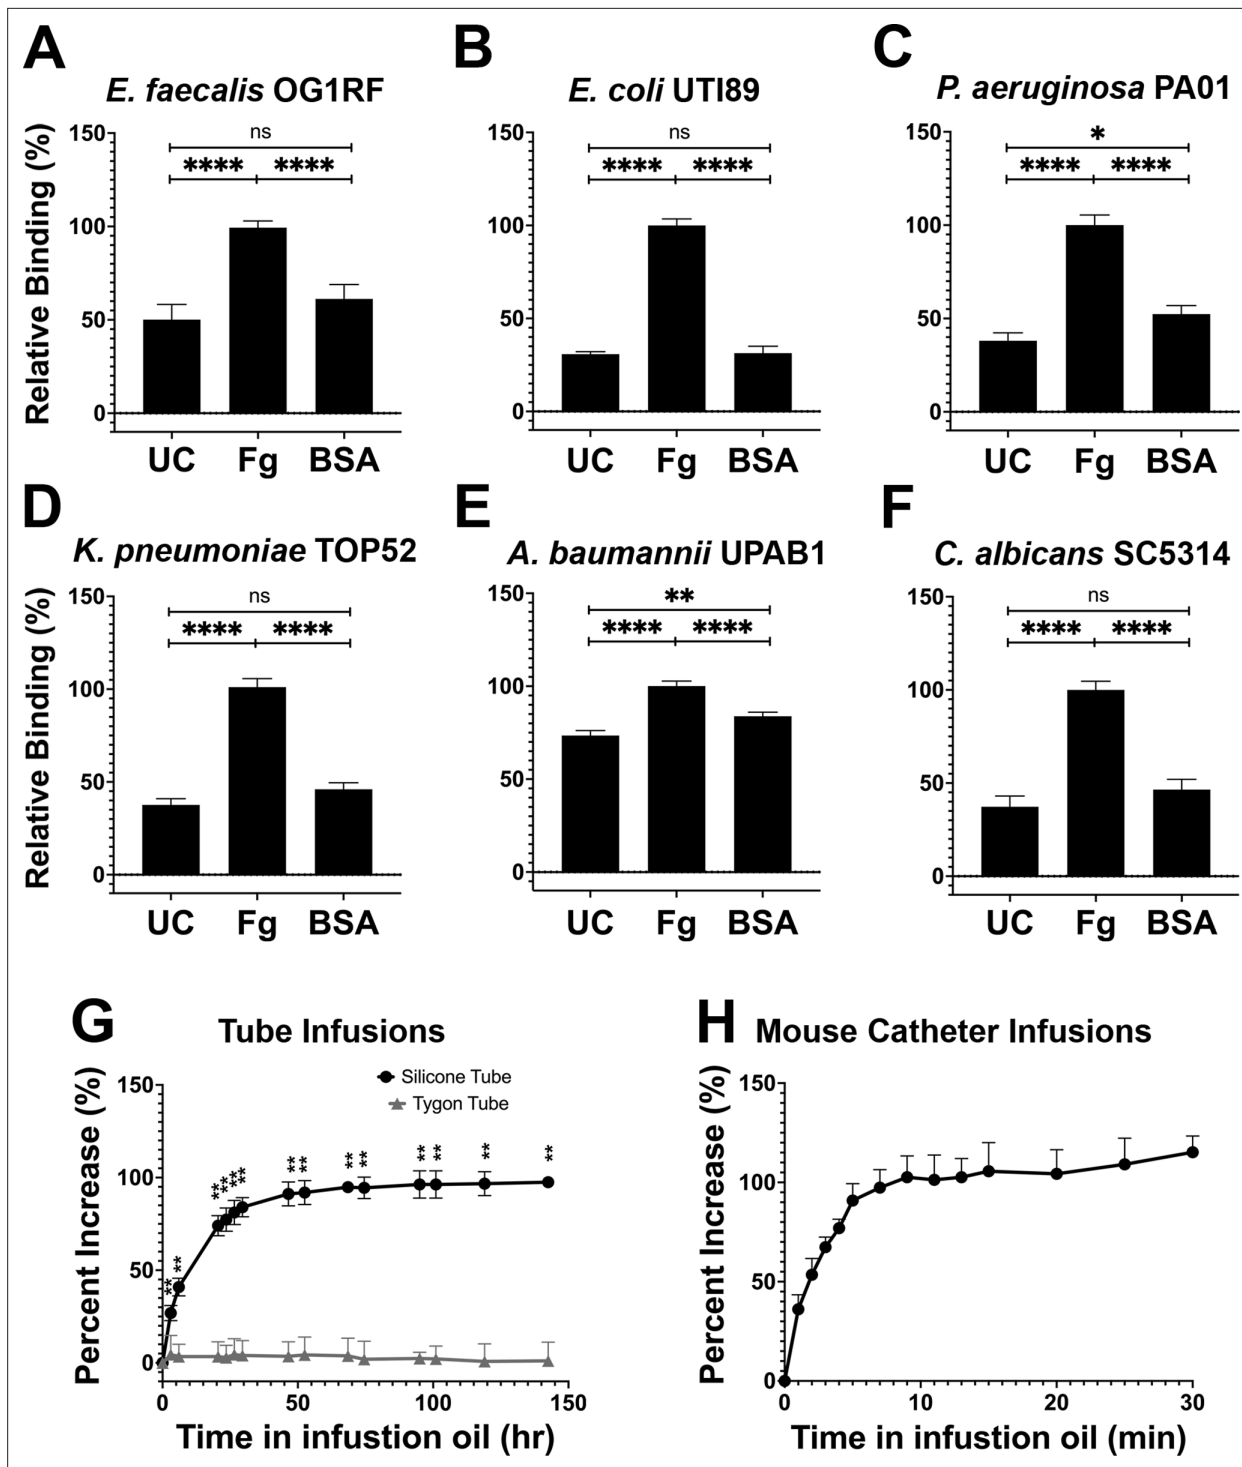 A
E. faecalis OG1RF
Relative Binding (%)
150
100
50
0
ns
**** ****
UC Fg BSA
B
E. coli UTI89
150
100
50
0
ns
**** ****
UC Fg BSA
C
P. aeruginosa PA01
150
100
50
0
*
**** ****
UC Fg BSA
D
K. pneumoniae TOP52
Relative Binding (%)
150
100
50
0
ns
**** ****
UC Fg BSA
E
A. baumannii UPAB1
150
100
50
0
**
**** ****
UC Fg BSA
F
C. albicans SC5314
150
100
50
0
ns
**** ****
UC Fg BSA
G
Tube Infusions
Silicone Tube
Tygon Tube
Percent Increase (%)
150
100
50
0
** ** ** ** ** ** ** ** ** ** ** ** ** **
0 50 100 150
Time in infustion oil (hr)
H
Mouse Catheter Infusions
Percent Increase (%)
150
100
50
0
0 10 20 30
Time in infustion oil (min)